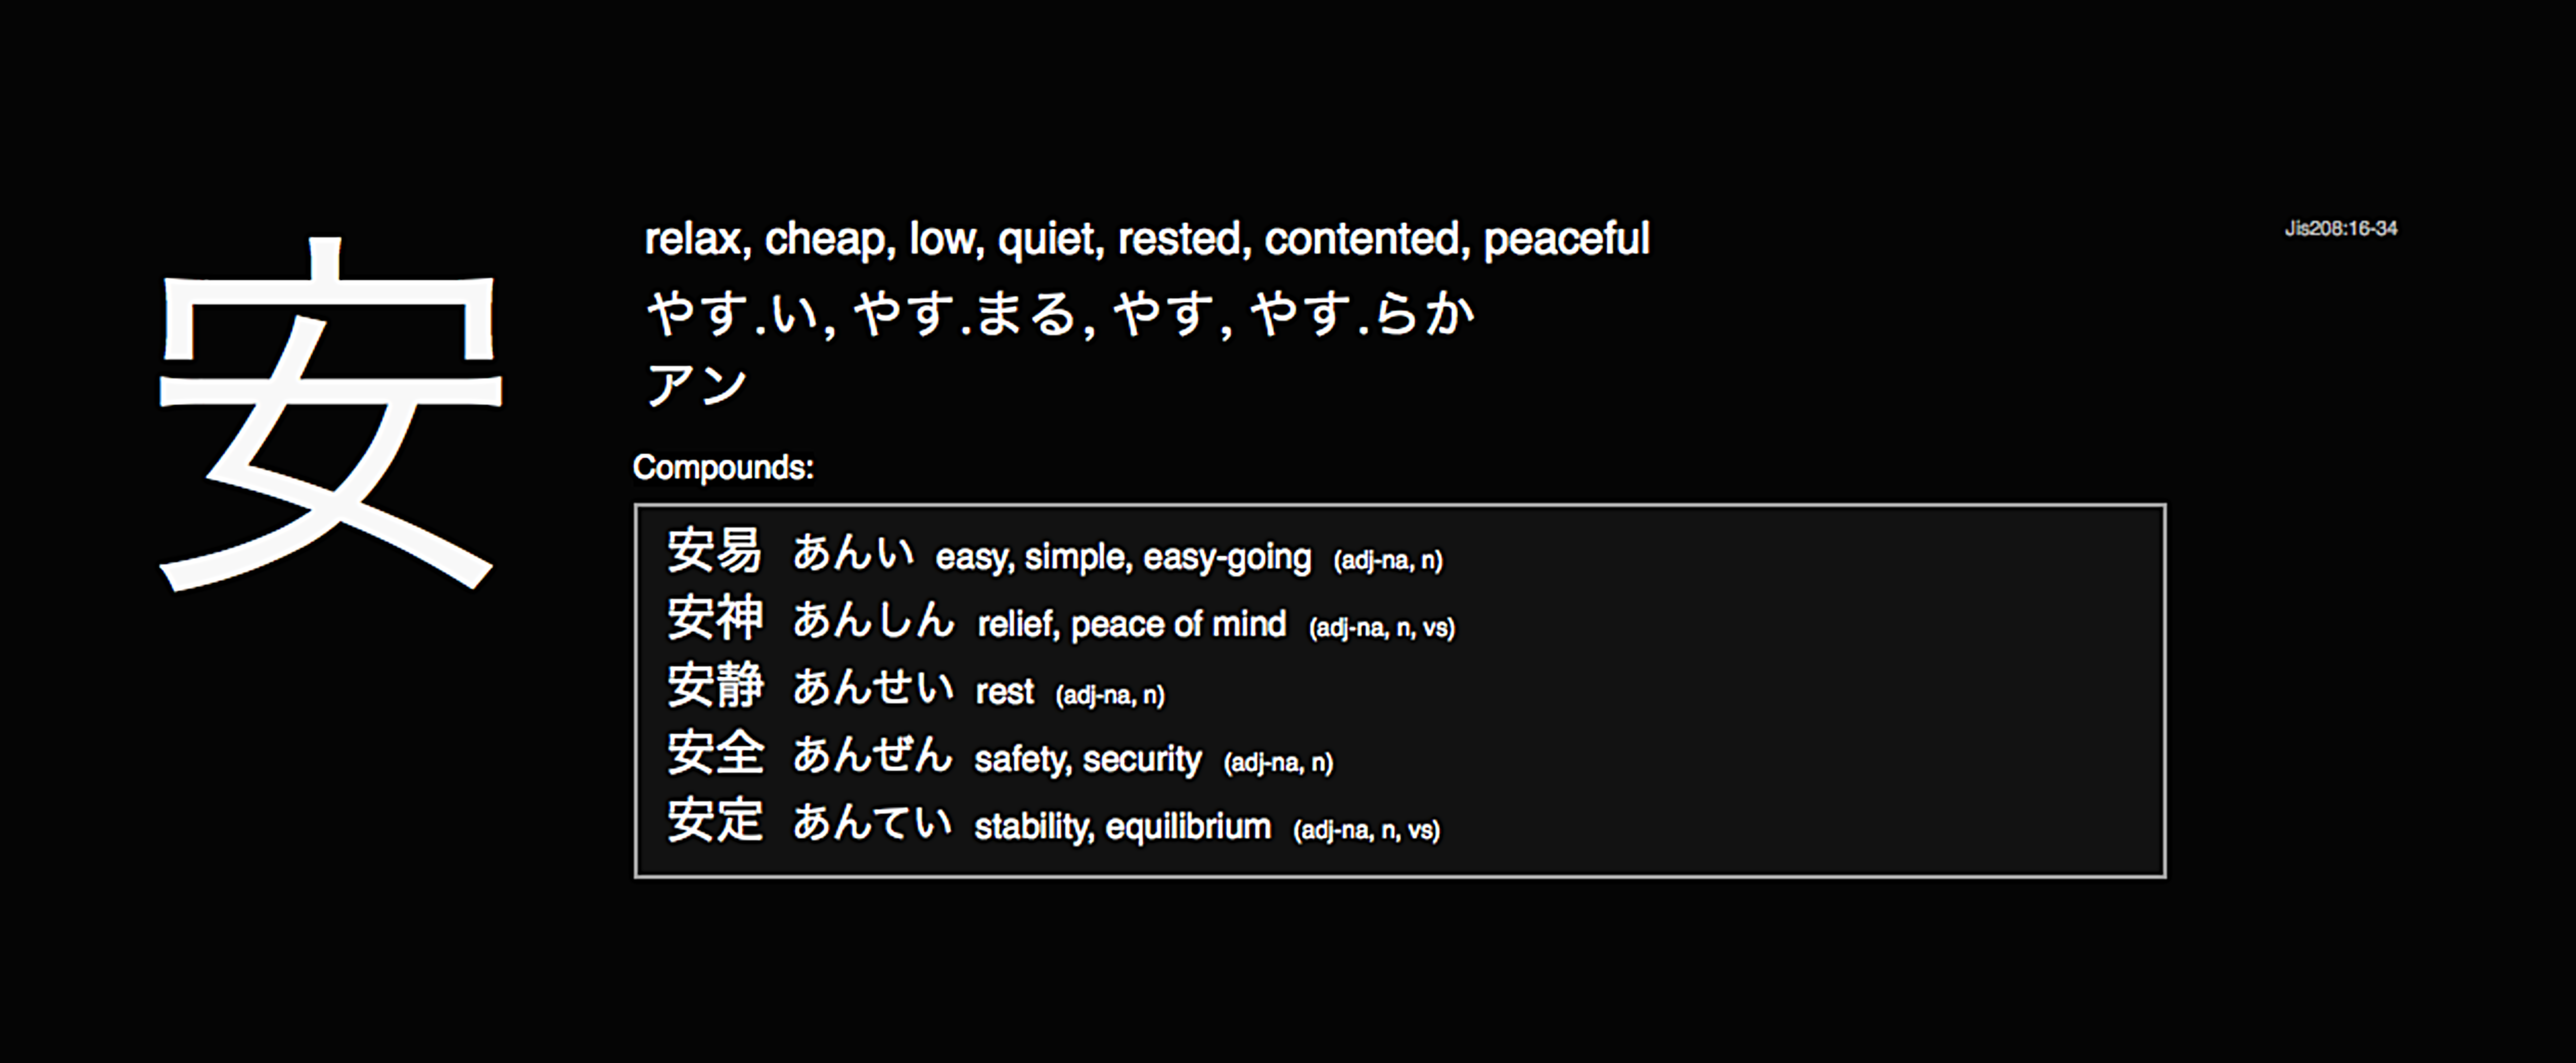 安
relax, cheap, low, quiet, rested, contented, peaceful
Jis208:16-34
やす.い, やす.まる, やす, やす.らか
アン
Compounds:
安易 あんい easy, simple, easy-going (adj-na, n)
安神 あんしん relief, peace of mind (adj-na, n, vs)
安静 あんせい rest (adj-na, n)
安全 あんぜん safety, security (adj-na, n)
安定 あんてい stability, equilibrium (adj-na, n, vs)